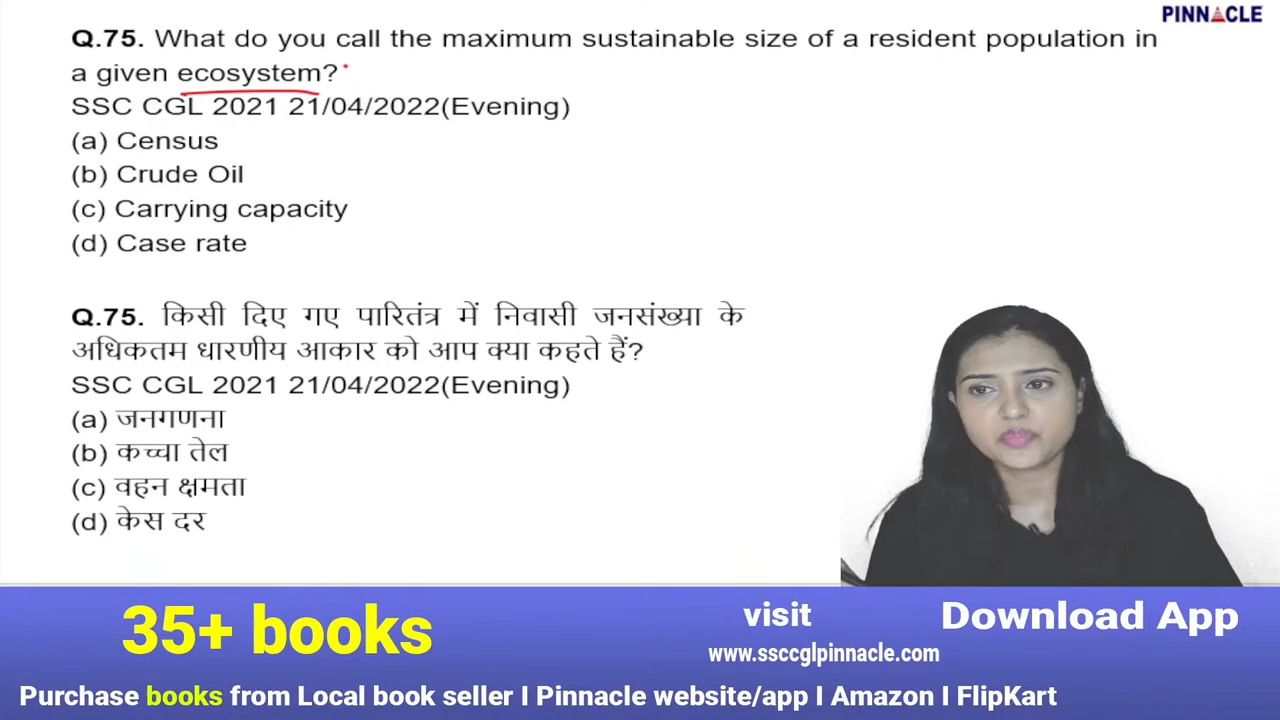 PINNACLE
Q.75. What do you call the maximum sustainable size of a resident population in
a given ecosystem?
SSC CGL 2021 21/04/2022(Evening)
(a) Census
(b) Crude Oil
(c) Carrying capacity
(d) Case rate
Q.75. किसी दिए गए पारितंत्र में निवासी जनसंख्या के
अधिकतम धारणीय आकार को आप क्या कहते हैं?
SSC CGL 2021 21/04/2022(Evening)
(a) जनगणना
(b) कच्चा तेल
(c) वहन क्षमता
(d) केस दर
35+ books
visit
www.ssccglpinnacle.com
Download App
Purchase books from Local book seller I Pinnacle website/app I Amazon I FlipKart